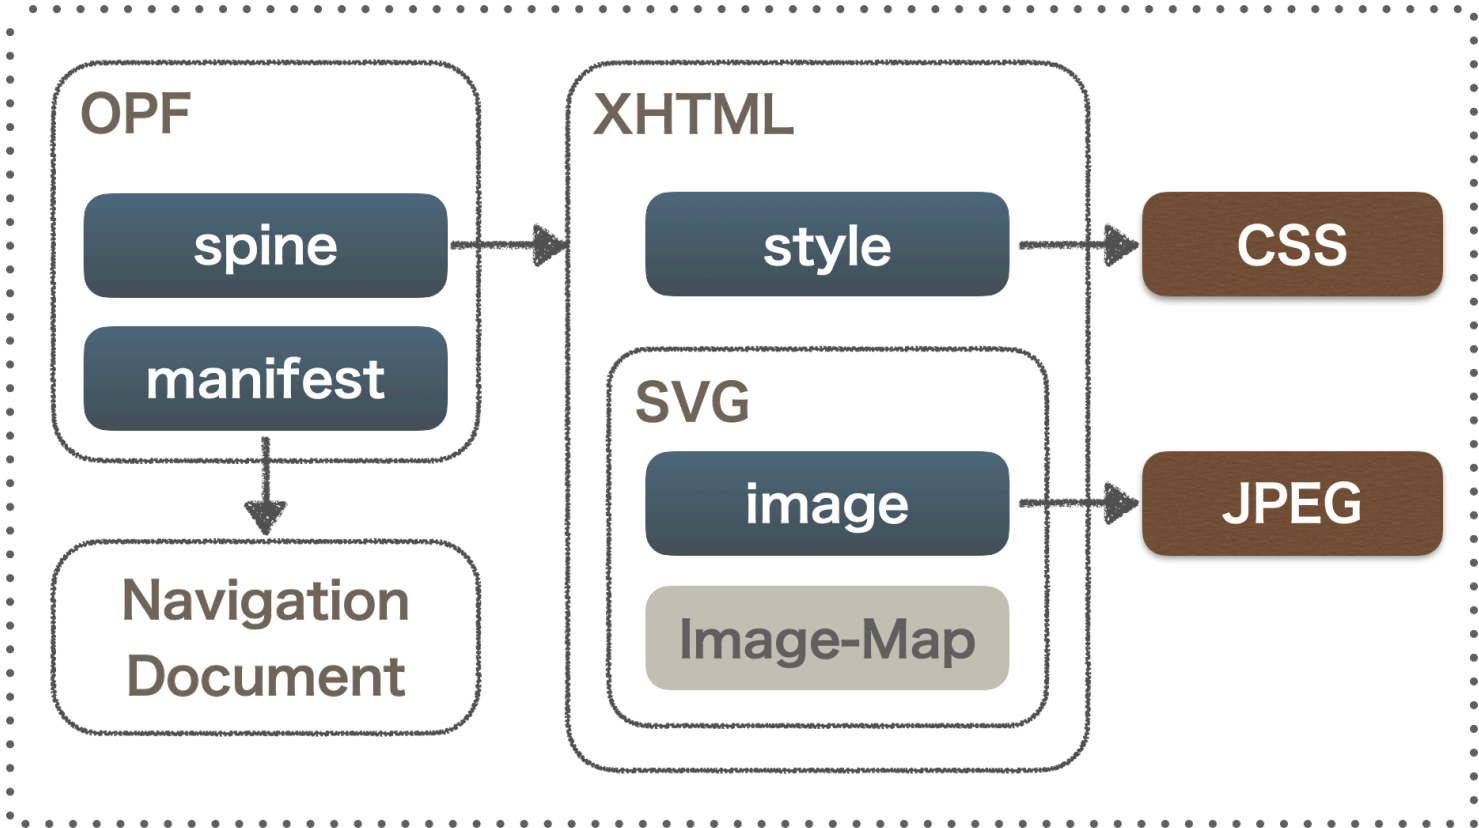 OPF
spine
manifest
Navigation
Document
XHTML
style
SVG
image
Image-Map
CSS
JPEG